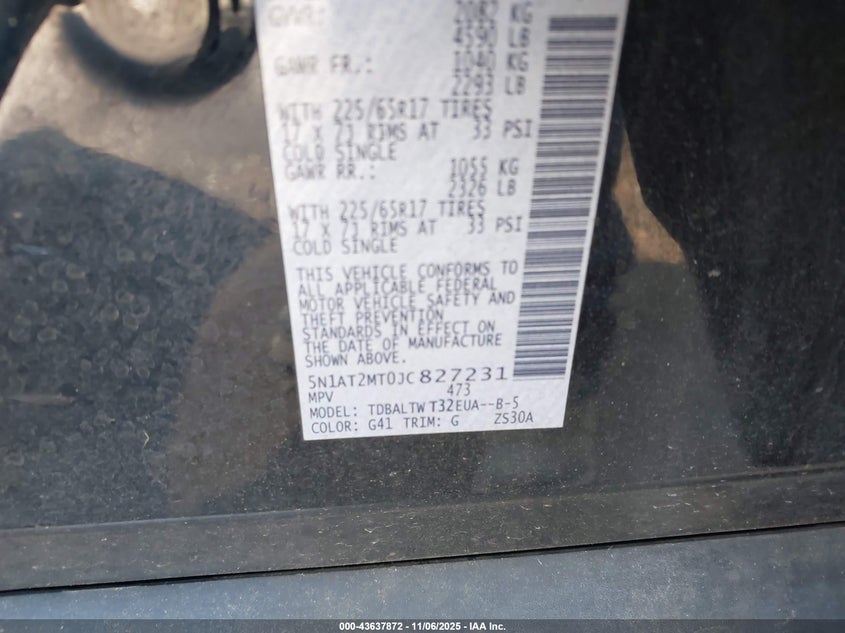 GVWR: 2082 KG
4590 LB
GAWR FR.: 1040 KG
2293 LB
WITH 225/65R17 TIRES
17 X 7J RIMS AT 33 PSI
COLD SINGLE
GAWR RR.: 1055 KG
2326 LB
WITH 225/65R17 TIRES
17 X 7J RIMS AT 33 PSI
COLD SINGLE
THIS VEHICLE CONFORMS TO
ALL APPLICABLE FEDERAL
MOTOR VEHICLE SAFETY AND
THEFT PREVENTION
STANDARDS IN EFFECT ON
THE DATE OF MANUFACTURE
SHOWN ABOVE.
5N1AT2MT0JC827231
MPV 473
MODEL: TDBALTWT32EUA--B-5
COLOR: G41 TRIM: G ZS30A
000-43637872 - 11/06/2025 - IAA Inc.